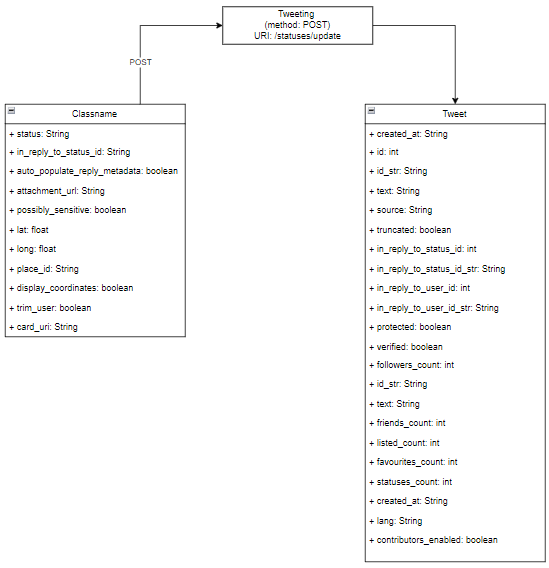 Tweeting
(method: POST)
URI: /statuses/update
POST
Classname
+ status: String
+ in_reply_to_status_id: String
+ auto_populate_reply_metadata: boolean
+ attachment_url: String
+ possibly_sensitive: boolean
+ lat: float
+ long: float
+ place_id: String
+ display_coordinates: boolean
+ trim_user: boolean
+ card_uri: String
Tweet
+ created_at: String
+ id: int
+ id_str: String
+ text: String
+ source: String
+ truncated: boolean
+ in_reply_to_status_id: int
+ in_reply_to_status_id_str: String
+ in_reply_to_user_id: int
+ in_reply_to_user_id_str: String
+ protected: boolean
+ verified: boolean
+ followers_count: int
+ id_str: String
+ text: String
+ friends_count: int
+ listed_count: int
+ favourites_count: int
+ statuses_count: int
+ created_at: String
+ lang: String
+ contributors_enabled: boolean